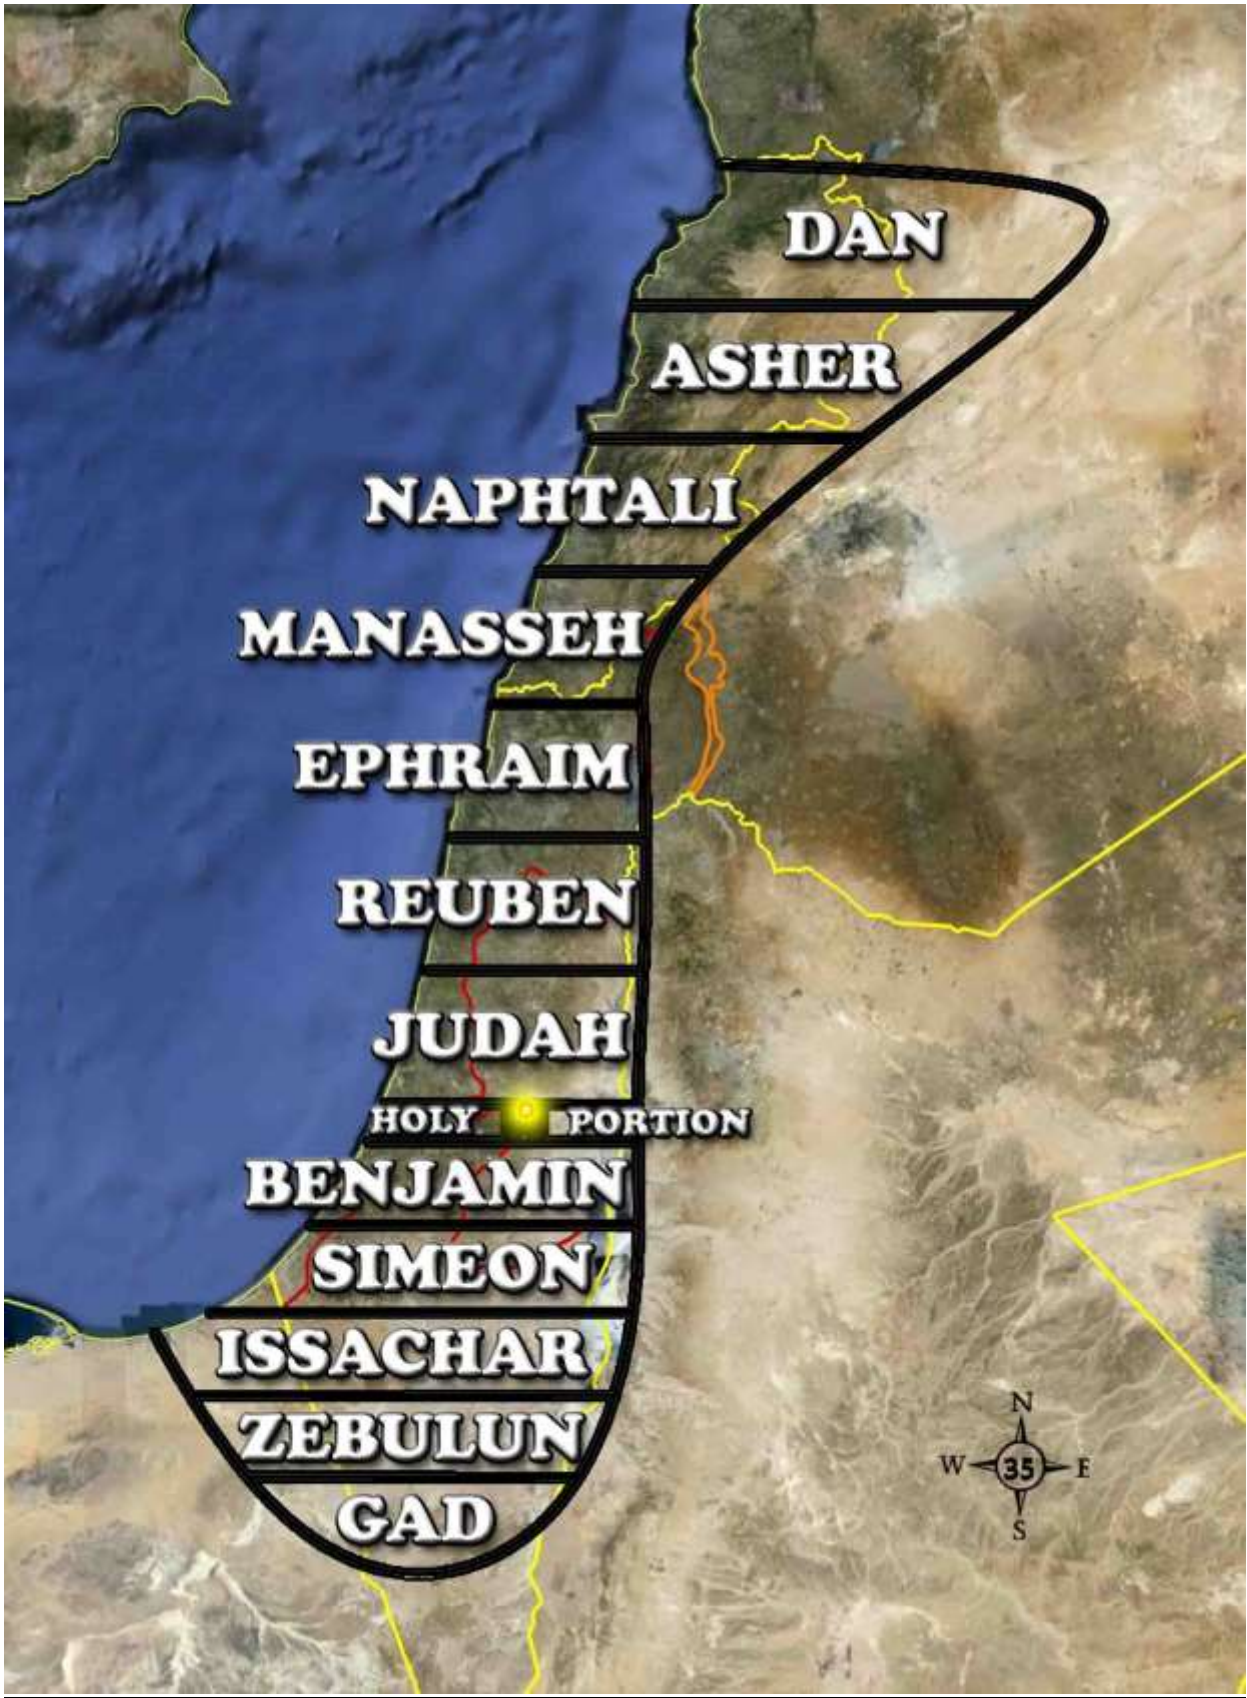 DAN
ASHER
NAPHTALI
MANASSEH
EPHRAIM
REUBEN
JUDAH
HOLY PORTION
BENJAMIN
SIMEON
ISSACHAR
ZEBULUN
GAD
N
W 35 E
S